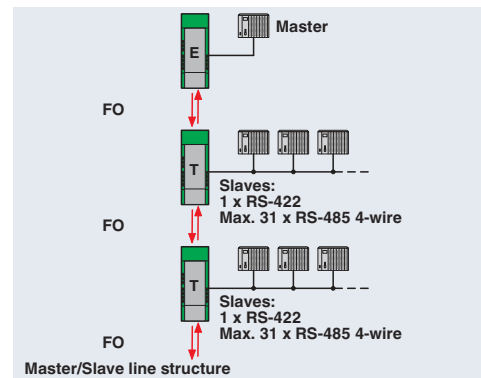 Master
E
FO
T
Slaves:
1 x RS-422
Max. 31 x RS-485 4-wire
FO
T
Slaves:
1 x RS-422
Max. 31 x RS-485 4-wire
FO
Master/Slave line structure